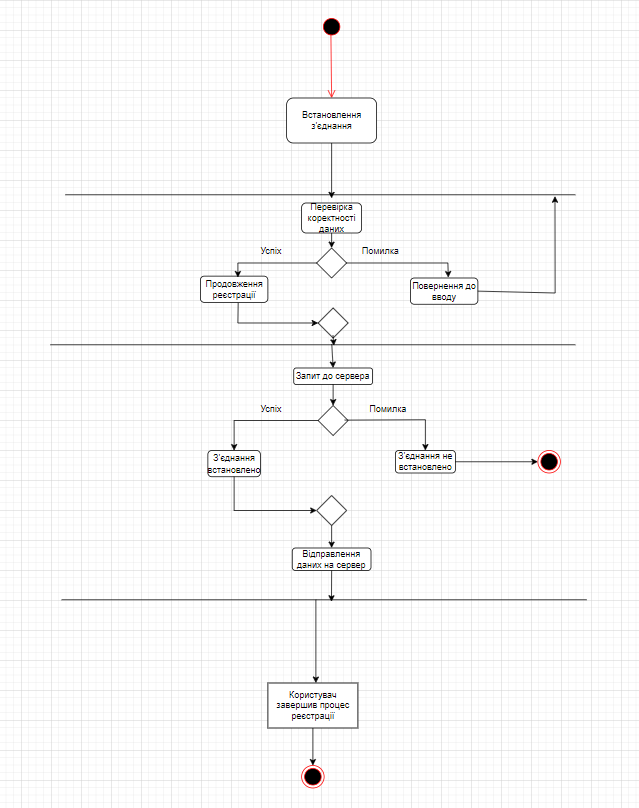 Встановлення
з'єднання
Перевірка
коректності
даних
Успіх
Помилка
Продовження
реєстрації
Повернення до
вводу
Запит до сервера
Успіх
Помилка
З'єднання
встановлено
З'єднання не
встановлено
Відправлення
даних на сервер
Користувач
завершив процес
реєстрації